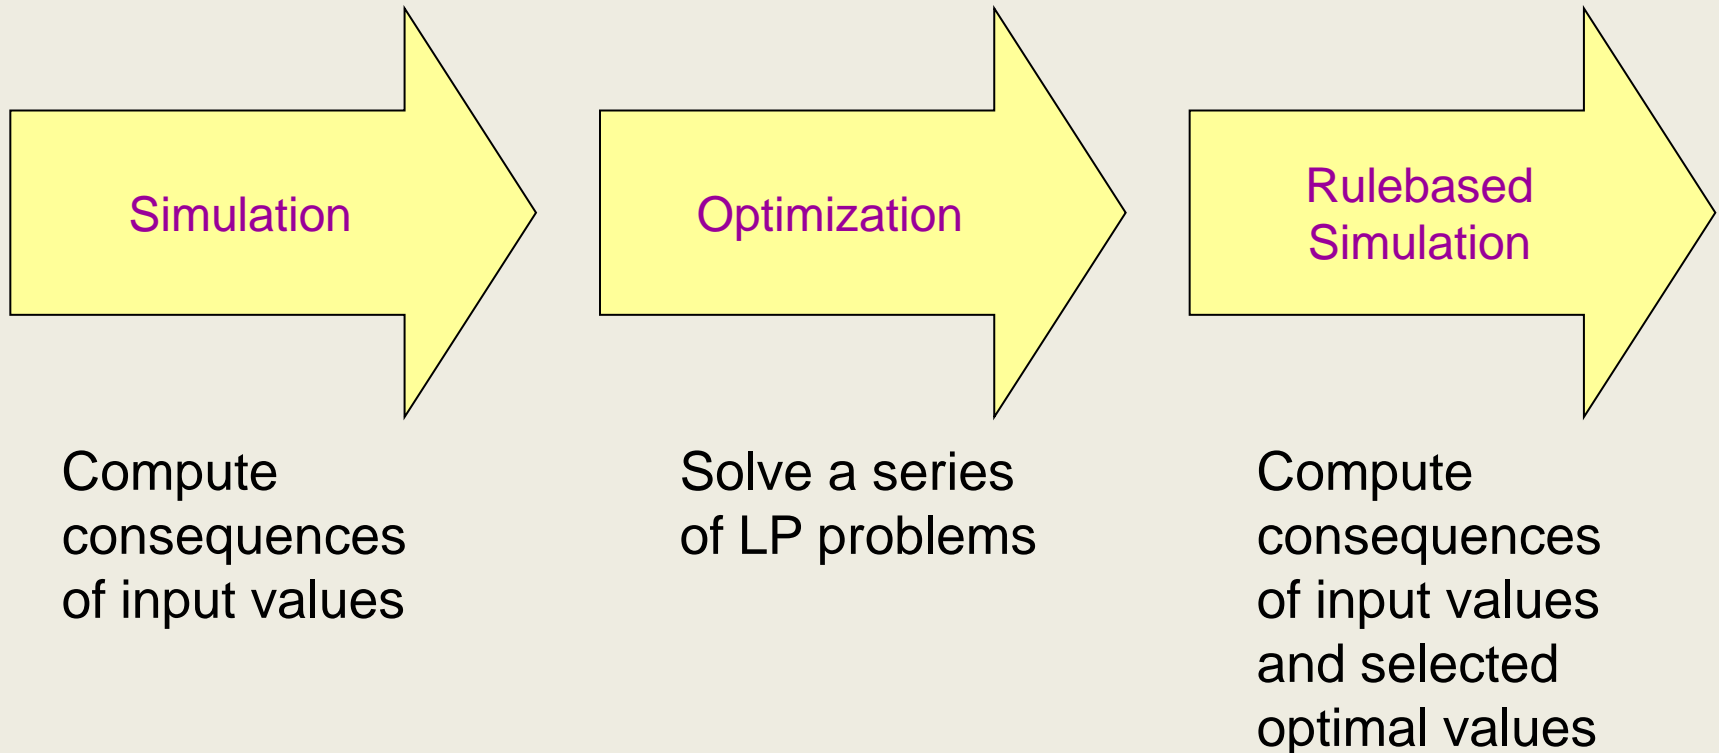 Simulation
Optimization
Rulebased
Simulation
Compute
consequences
of input values
Solve a series
of LP problems
Compute
consequences
of input values
and selected
optimal values